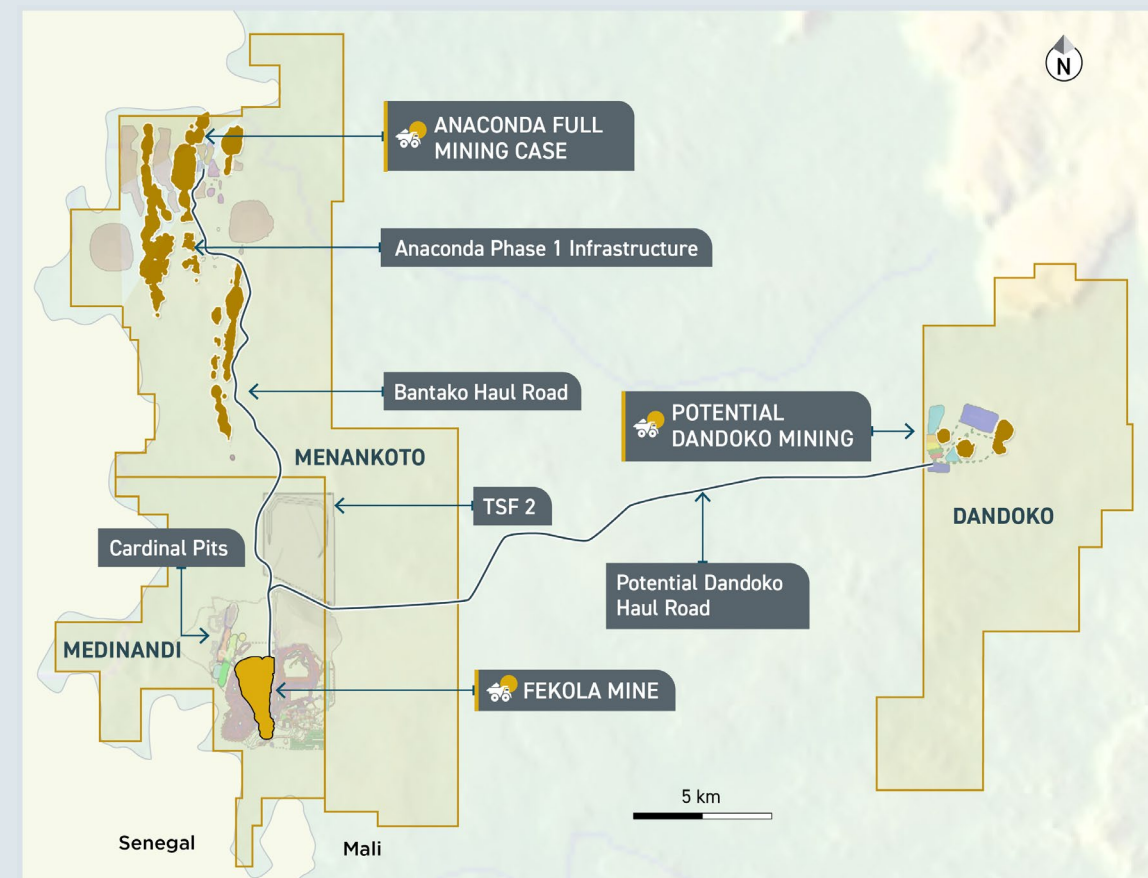 N
ANACONDA FULL
MINING CASE
Anaconda Phase 1 Infrastructure
Bantako Haul Road
POTENTIAL
DANDOKO MINING
MENANKOTO
TSF 2
DANDOKO
Cardinal Pits
Potential Dandoko
Haul Road
MEDINANDI
FEKOLA MINE
5 km
Senegal
Mali